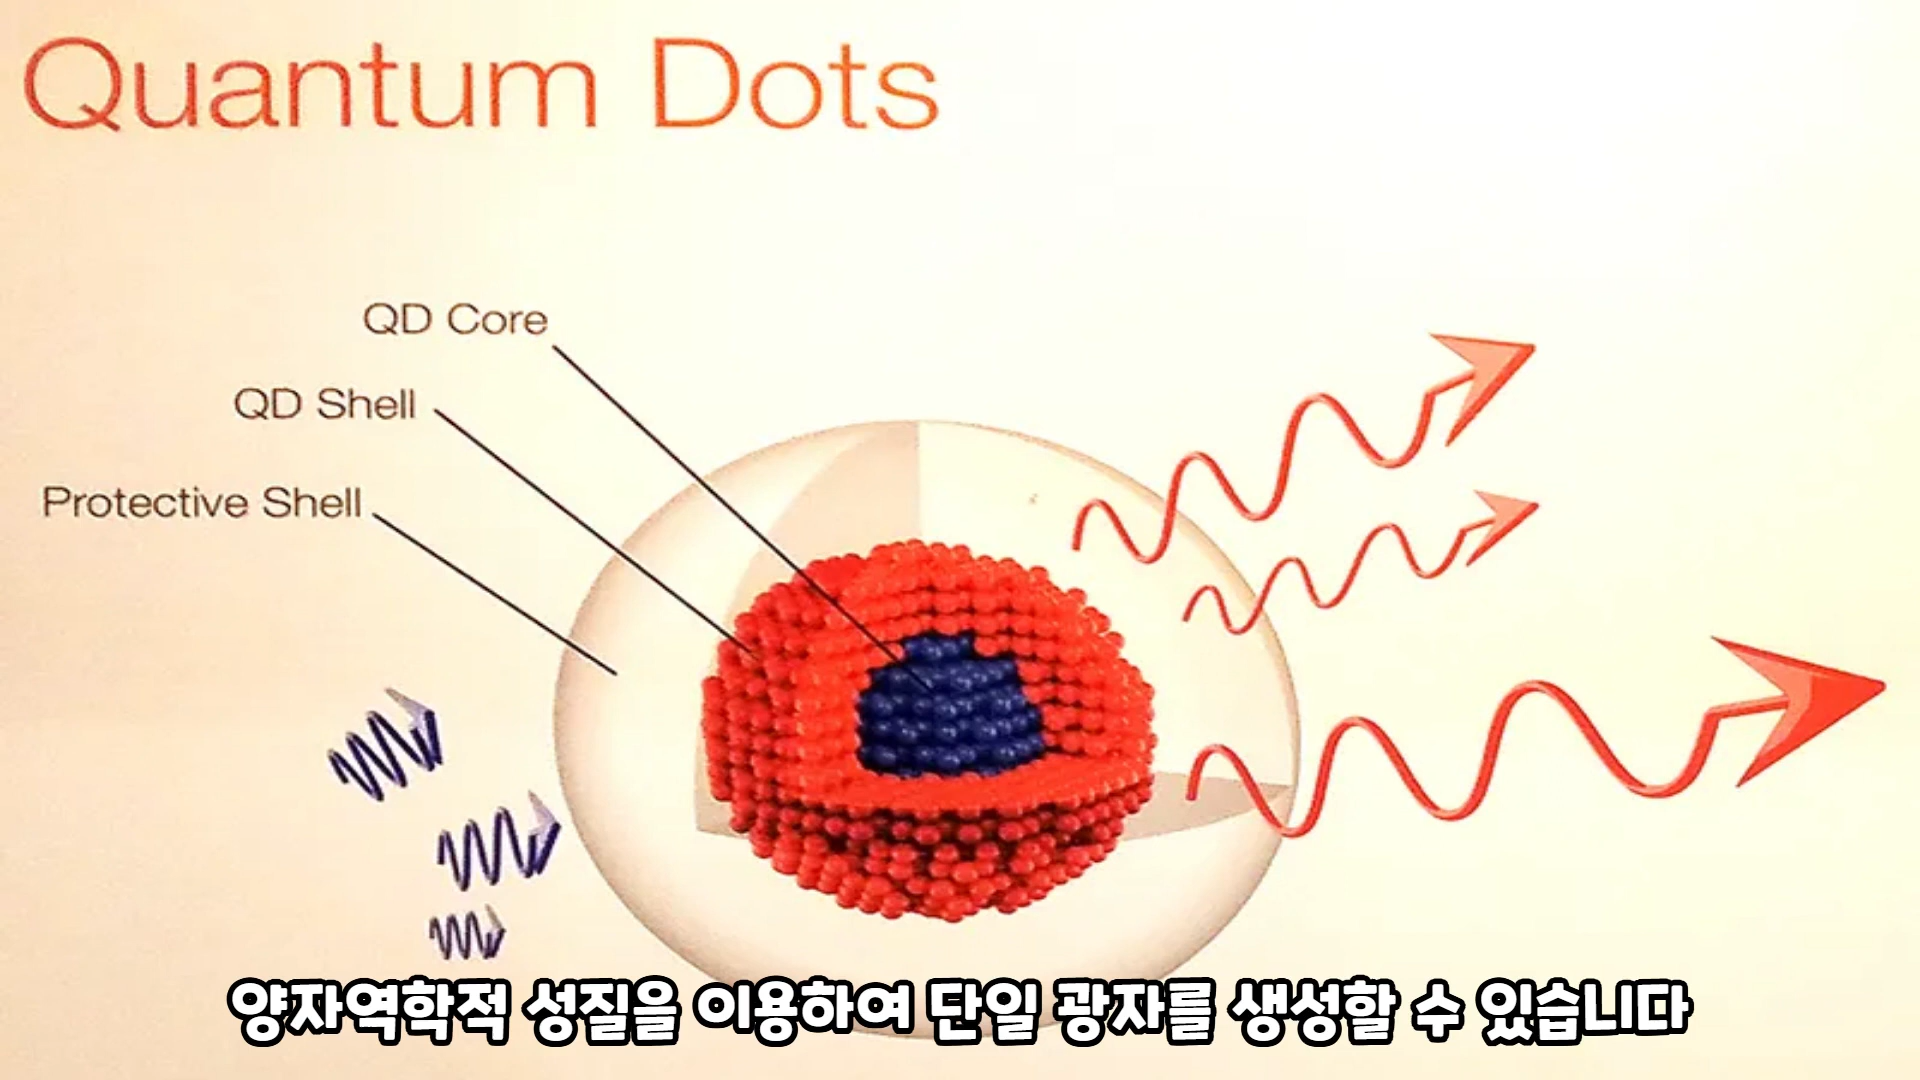 Quantum Dots
QD Core
QD Shell
Protective Shell
양자역학적 성질을 이용하여 단일 광자를 생성할 수 있습니다